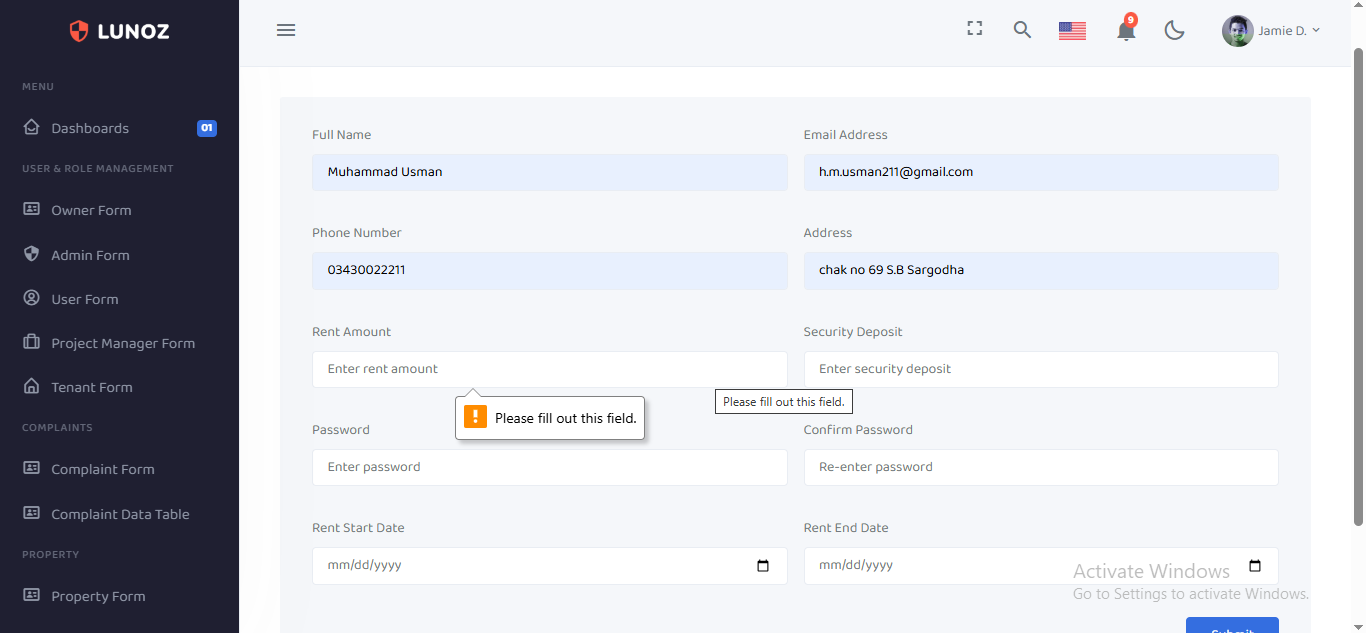 LUNOZ
9
Jamie D.
MENU
Dashboards
01
USER & ROLE MANAGEMENT
Owner Form
Admin Form
User Form
Project Manager Form
Tenant Form
COMPLAINTS
Complaint Form
Complaint Data Table
PROPERTY
Property Form
Full Name
Email Address
Muhammad Usman
h.m.usman211@gmail.com
Phone Number
Address
03430022211
chak no 69 S.B Sargodha
Rent Amount
Security Deposit
Enter rent amount
Enter security deposit
Please fill out this field.
! Please fill out this field.
Password
Confirm Password
Enter password
Re-enter password
Rent Start Date
Rent End Date
mm/dd/yyyy
mm/dd/yyyy
Activate Windows
Go to Settings to activate Windows.
Submit